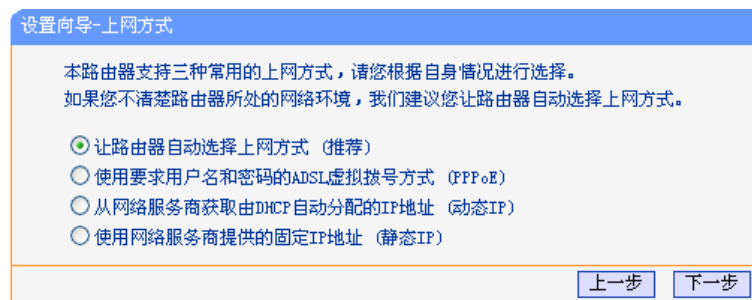 设置向导-上网方式
本路由器支持三种常用的上网方式，请您根据自身情况进行选择。
如果您不清楚路由器所处的网络环境，我们建议您让路由器自动选择上网方式。
让路由器自动选择上网方式（推荐）
使用要求用户名和密码的ADSL虚拟拨号方式（PPPoE）
从网络服务商获取由DHCP自动分配的IP地址（动态IP）
使用网络服务商提供的固定IP地址（静态IP）
上一步 下一步